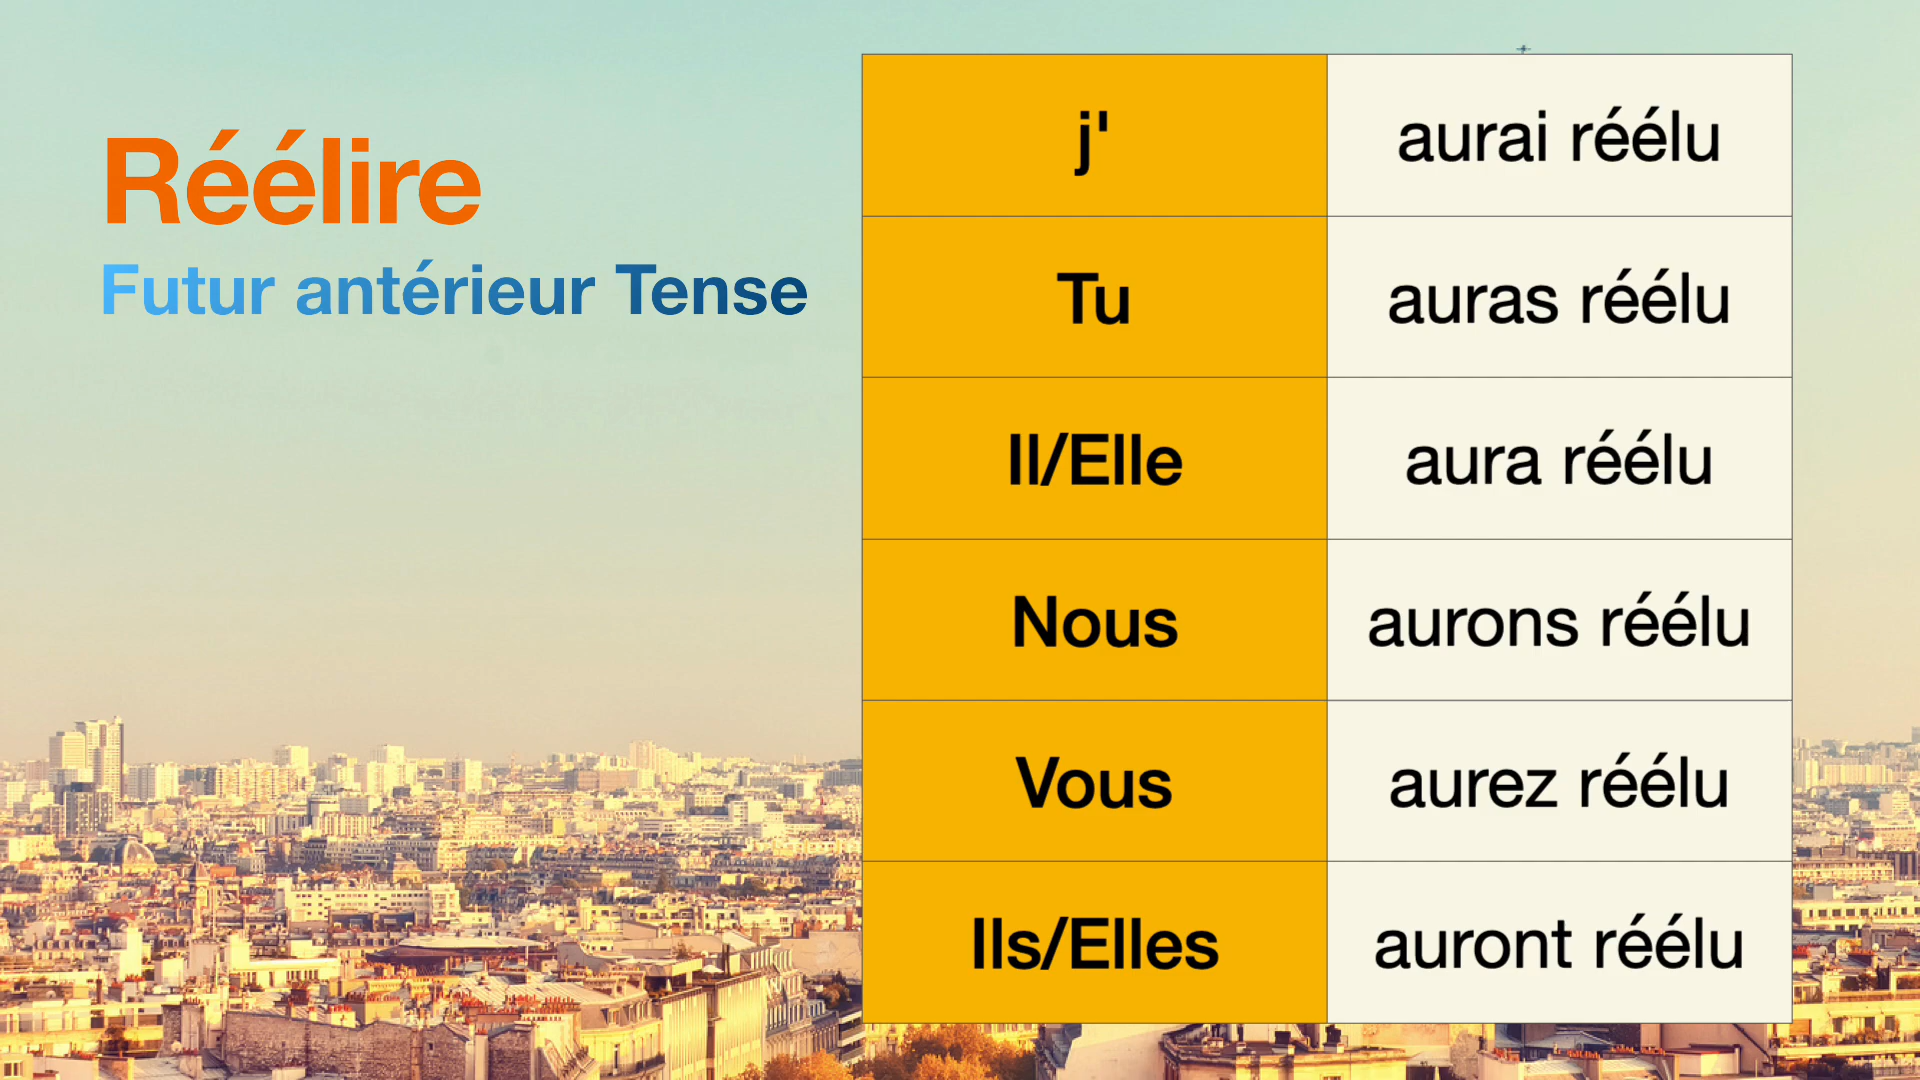 Réélire
Futur antérieur Tense
j' aurai réélu
Tu auras réélu
Il/Elle aura réélu
Nous aurons réélu
Vous aurez réélu
Ils/Elles auront réélu